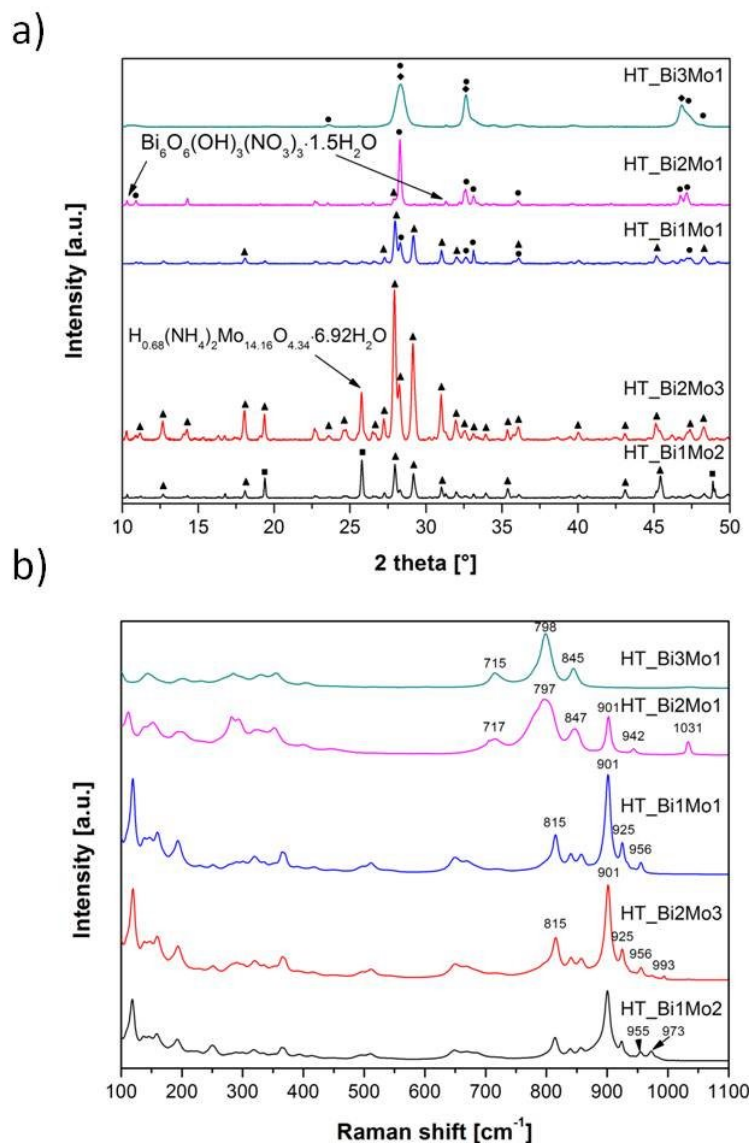 a)
HT_Bi3Mo1
Bi₆O₆(OH)₃(NO₃)₃·1.5H₂O
HT_Bi2Mo1
HT_Bi1Mo1
H₀.₆₈(NH₄)₂Mo₁₄.₁₆O₄.₃₄·6.92H₂O
HT_Bi2Mo3
HT_Bi1Mo2
Intensity [a.u.]
10 15 20 25 30 35 40 45 50
2 theta [°]
b)
798
715 845 HT_Bi3Mo1
797 901 HT_Bi2Mo1
717 847 942 1031
901
HT_Bi1Mo1
815 925
956
901
HT_Bi2Mo3
815 925
956 993
HT_Bi1Mo2
955 973
Intensity [a.u.]
100 200 300 400 500 600 700 800 900 1000 1100
Raman shift [cm⁻¹]